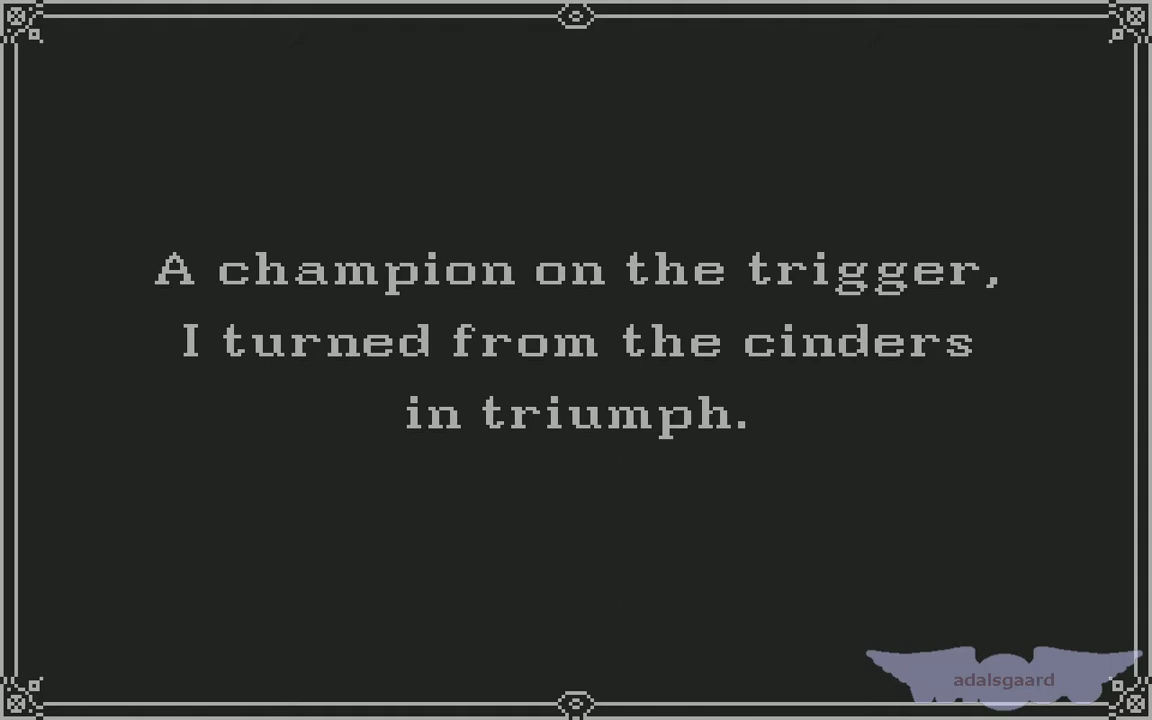 A champion on the trigger,
I turned from the cinders
in triumph.
adalsgaard